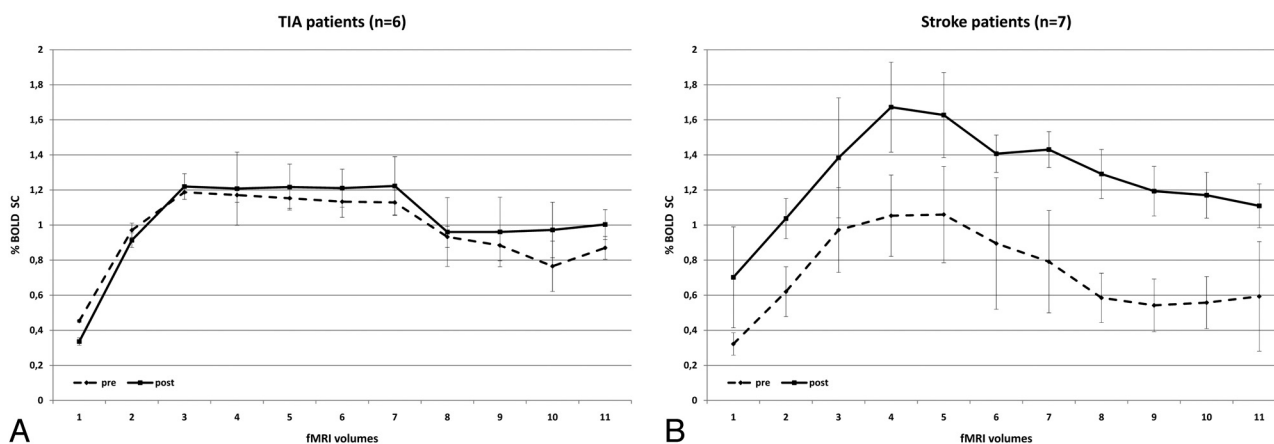 TIA patients (n=6)
2
1,8
1,6
1,4
1,2
1
0,8
0,6
0,4
0,2
0
% BOLD SC
pre
post
1 2 3 4 5 6 7 8 9 10 11
fMRI volumes
A
Stroke patients (n=7)
2
1,8
1,6
1,4
1,2
1
0,8
0,6
0,4
0,2
0
% BOLD SC
pre
post
1 2 3 4 5 6 7 8 9 10 11
fMRI volumes
B